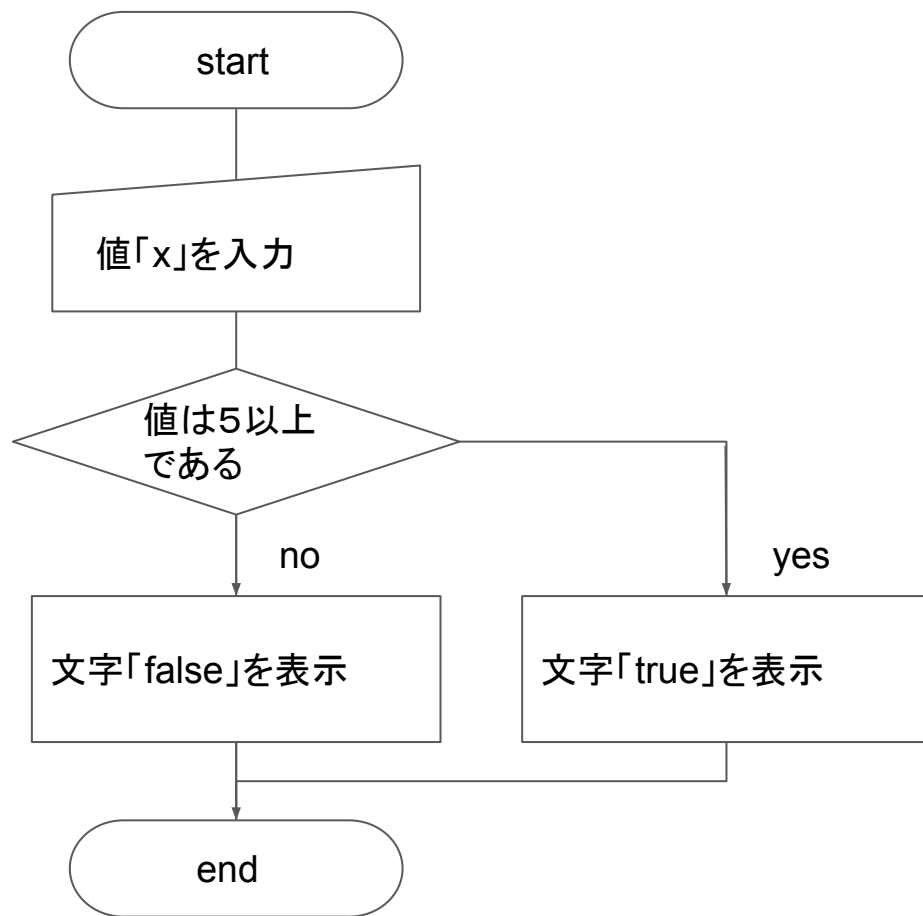 start
値「x」を入力
値は５以上
である
no
yes
文字「false」を表示
文字「true」を表示
end